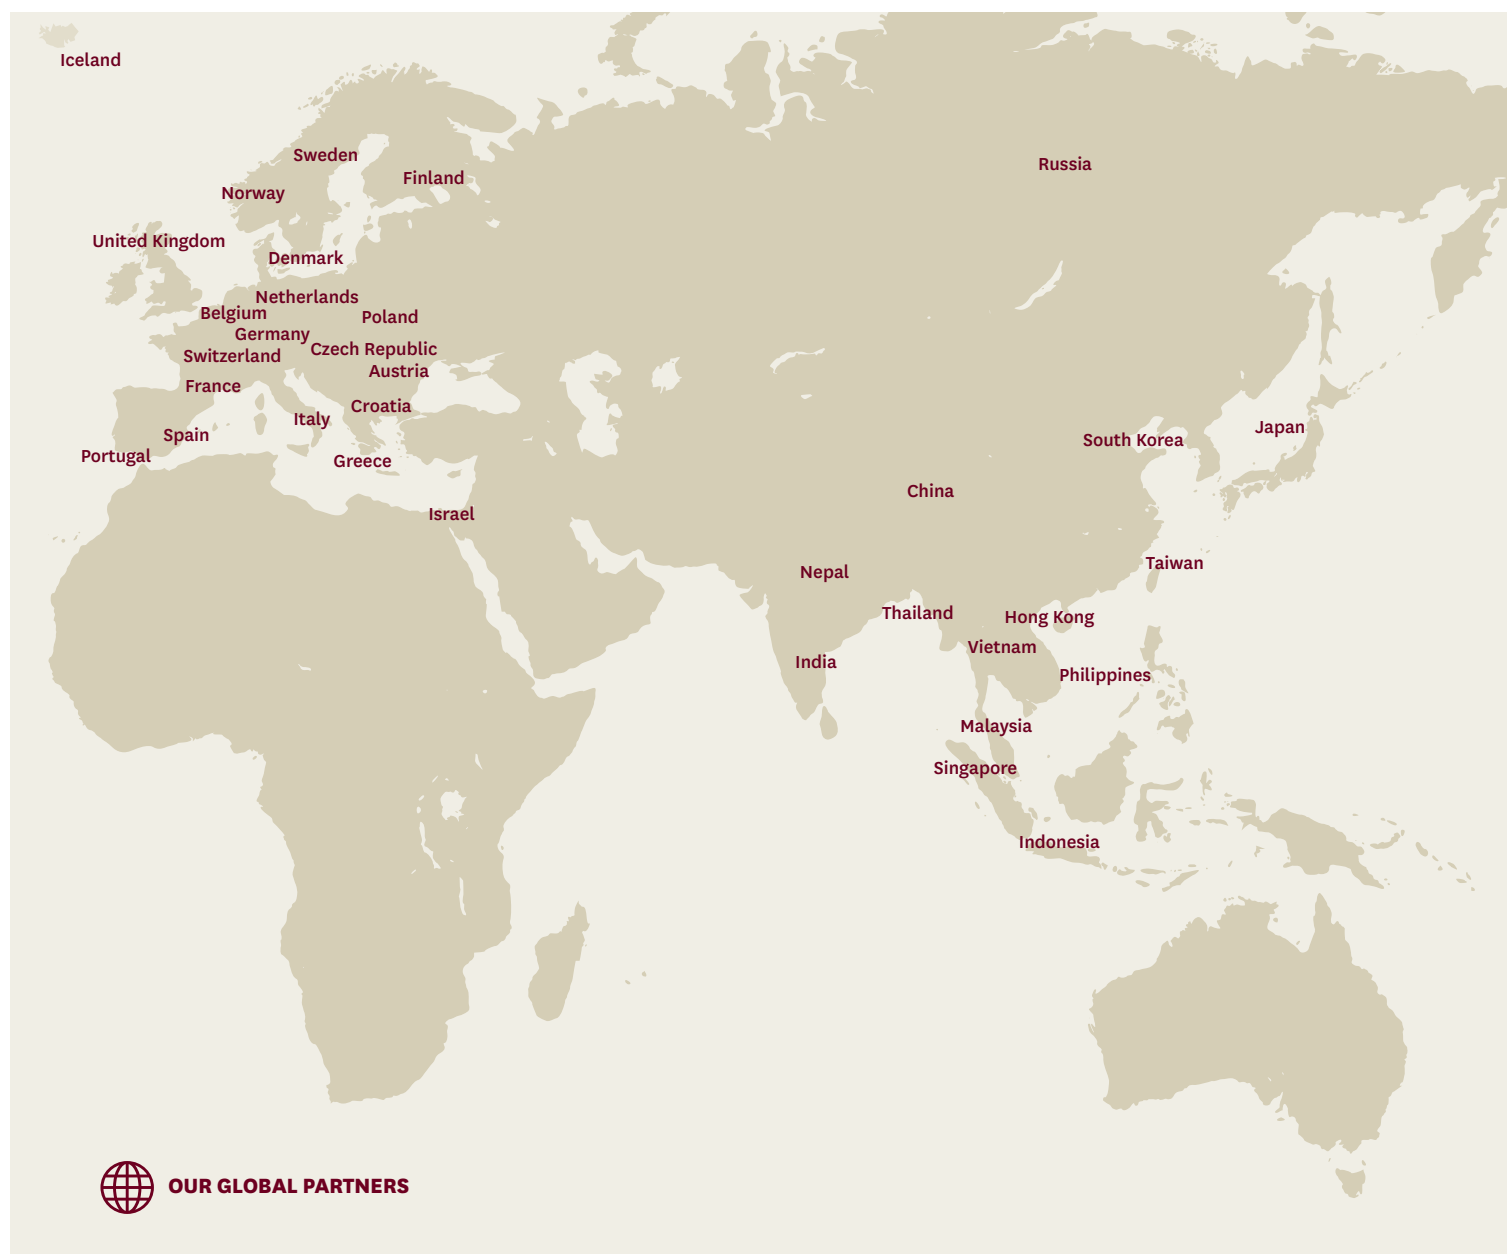 Iceland
Sweden
Russia
Finland
Norway
United Kingdom
Denmark
Netherlands
Belgium
Poland
Germany
Czech Republic
Switzerland
Austria
France
Croatia
Italy
Japan
Spain
South Korea
Portugal
Greece
China
Israel
Taiwan
Nepal
Thailand
Hong Kong
Vietnam
India
Philippines
Malaysia
Singapore
Indonesia
OUR GLOBAL PARTNERS